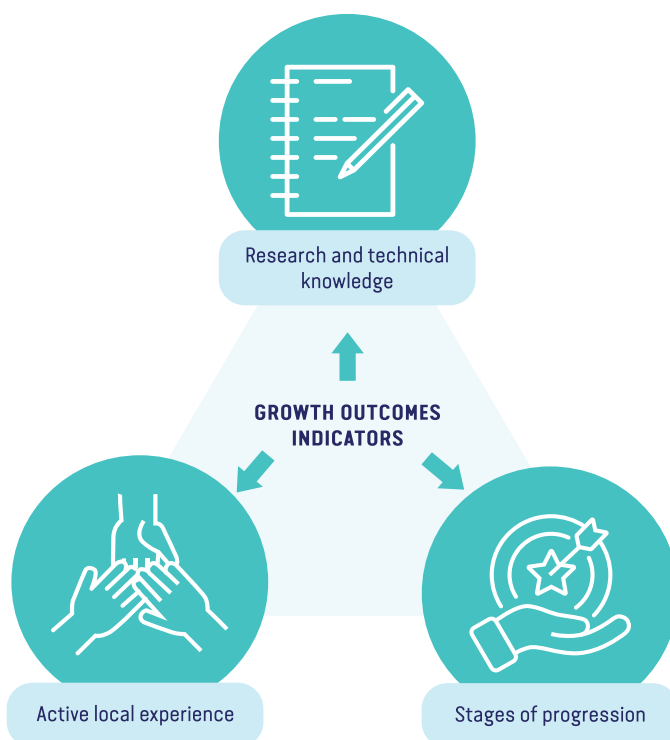 Research and technical
knowledge
GROWTH OUTCOMES
INDICATORS
Active local experience
Stages of progression